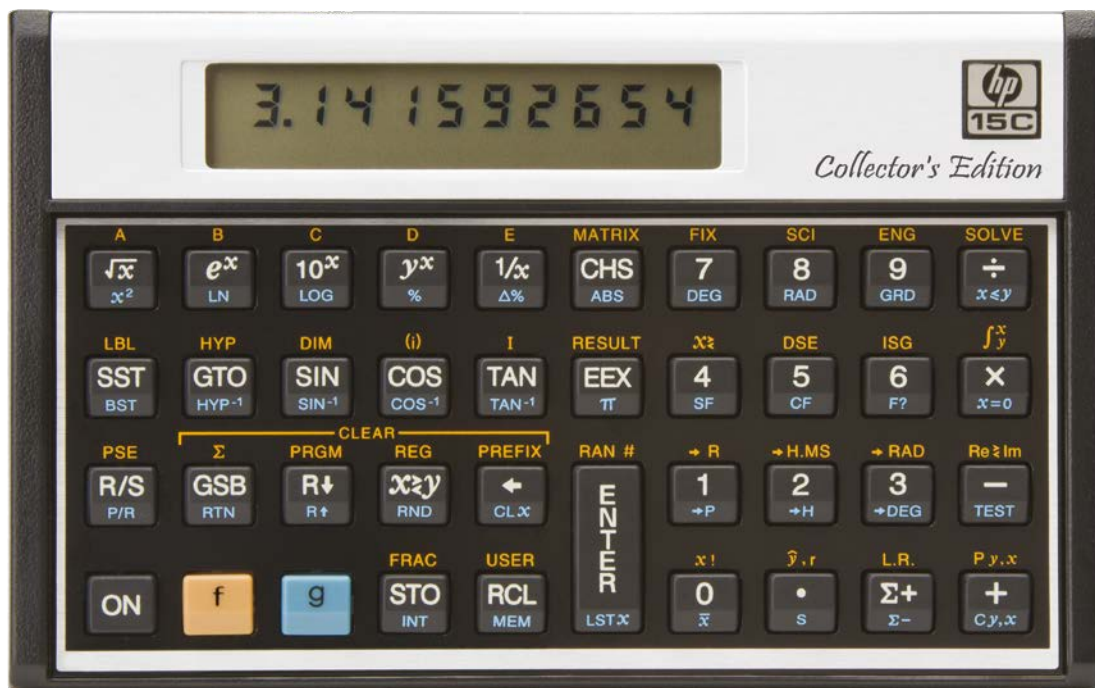 3.141592654
hp
15C
Collector's Edition
A B C D E MATRIX FIX SCI ENG SOLVE
√x eˣ 10ˣ yˣ 1/x CHS 7 8 9 ÷
x² LN LOG % Δ% ABS DEG RAD GRD x≤y
LBL HYP DIM (i) I RESULT x≷ DSE ISG ∫xy
SST GTO SIN COS TAN EEX 4 5 6 ×
BST HYP⁻¹ SIN⁻¹ COS⁻¹ TAN⁻¹ π SF CF F? x=0
CLEAR
PSE Σ PRGM REG PREFIX RAN # →R →H.MS →RAD Re≷Im
R/S GSB R↓ x≷y ← ENTER 1 2 3 −
P/R RTN R↑ RND CLx →P →H →DEG TEST
FRAC USER x! ŷ,r L.R. Py,x
ON f g STO RCL 0 • Σ+ +
INT MEM LSTx x̄ s Σ− Cy,x